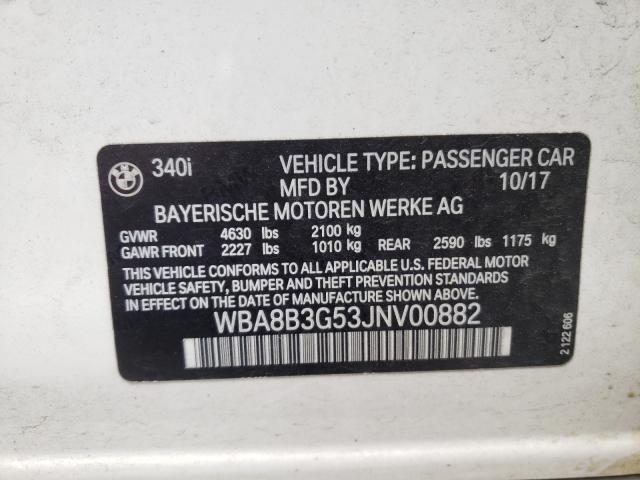 BMW
340i VEHICLE TYPE: PASSENGER CAR
MFD BY 10/17
BAYERISCHE MOTOREN WERKE AG
GVWR 4630 lbs 2100 kg
GAWR FRONT 2227 lbs 1010 kg REAR 2590 lbs 1175 kg
THIS VEHICLE CONFORMS TO ALL APPLICABLE U.S. FEDERAL MOTOR
VEHICLE SAFETY, BUMPER AND THEFT PREVENTION STANDARDS
IN EFFECT ON THE DATE OF MANUFACTURE SHOWN ABOVE.
WBA8B3G53JNV00882
2 122 606